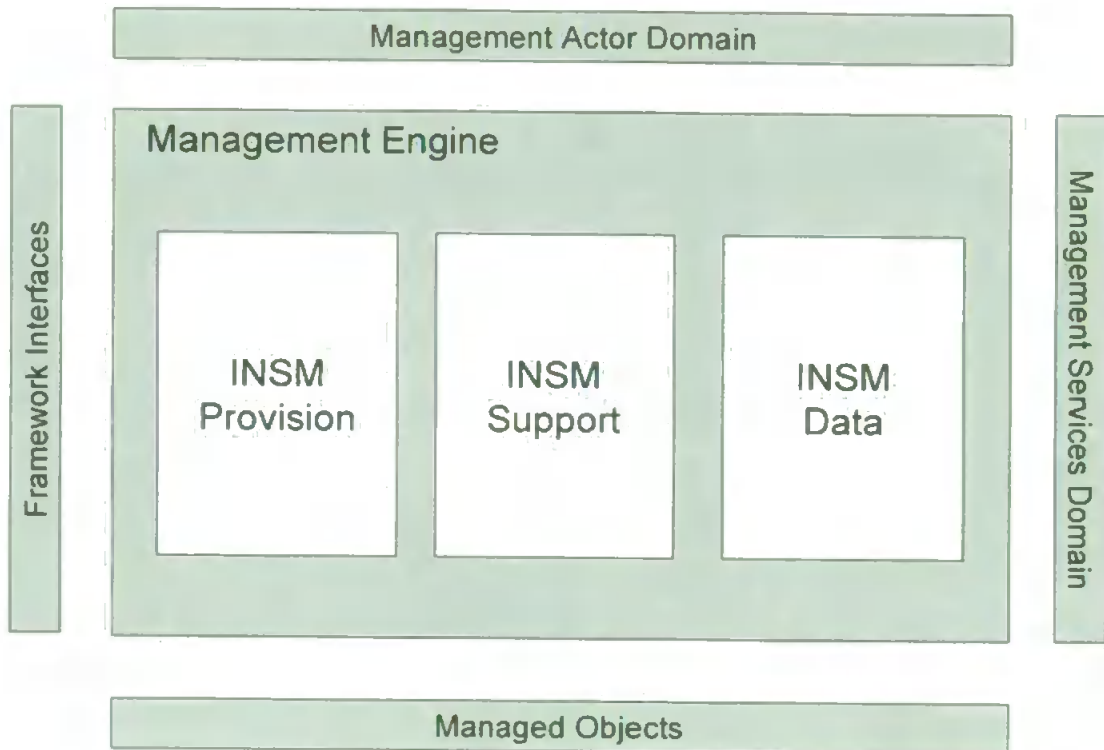 Management Actor Domain
Framework Interfaces
Management Engine
INSM
Provision
INSM
Support
INSM
Data
Management Services Domain
Managed Objects